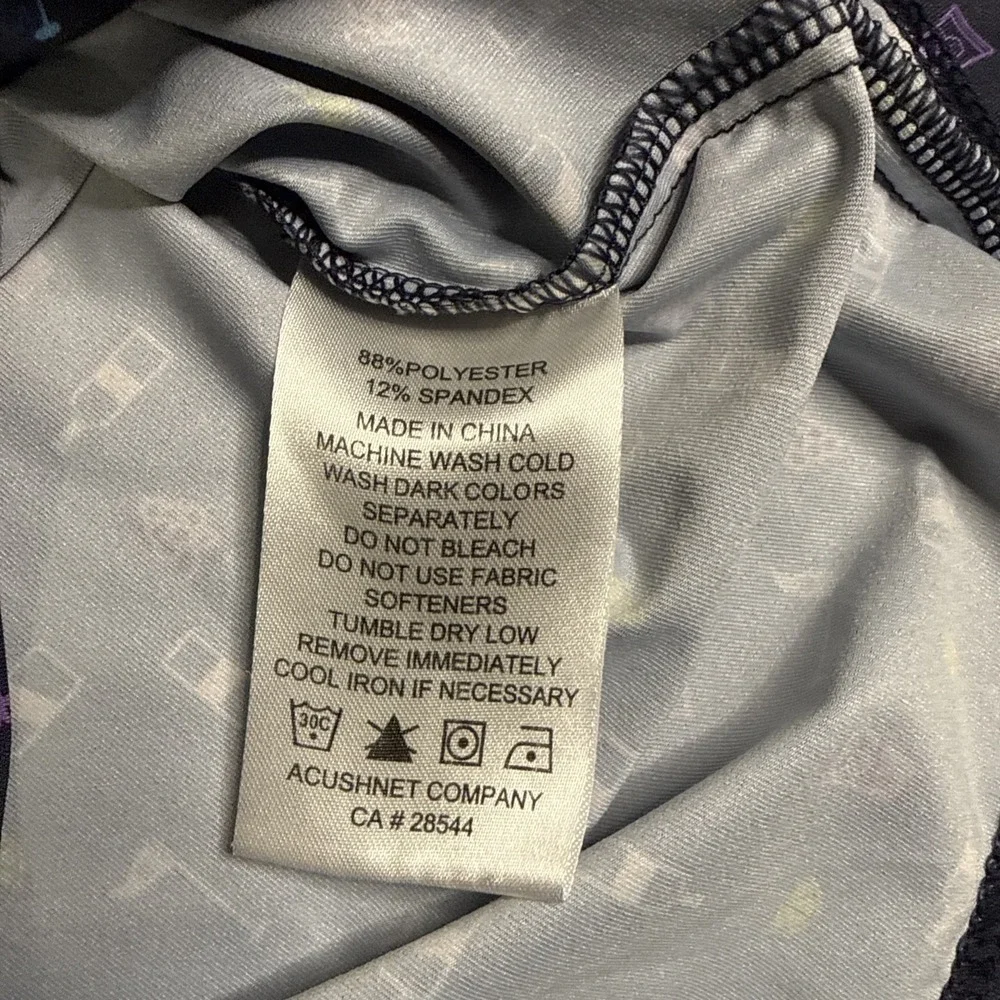 88%POLYESTER
12% SPANDEX
MADE IN CHINA
MACHINE WASH COLD
WASH DARK COLORS
SEPARATELY
DO NOT BLEACH
DO NOT USE FABRIC
SOFTENERS
TUMBLE DRY LOW
REMOVE IMMEDIATELY
COOL IRON IF NECESSARY
30C
ACUSHNET COMPANY
CA # 28544